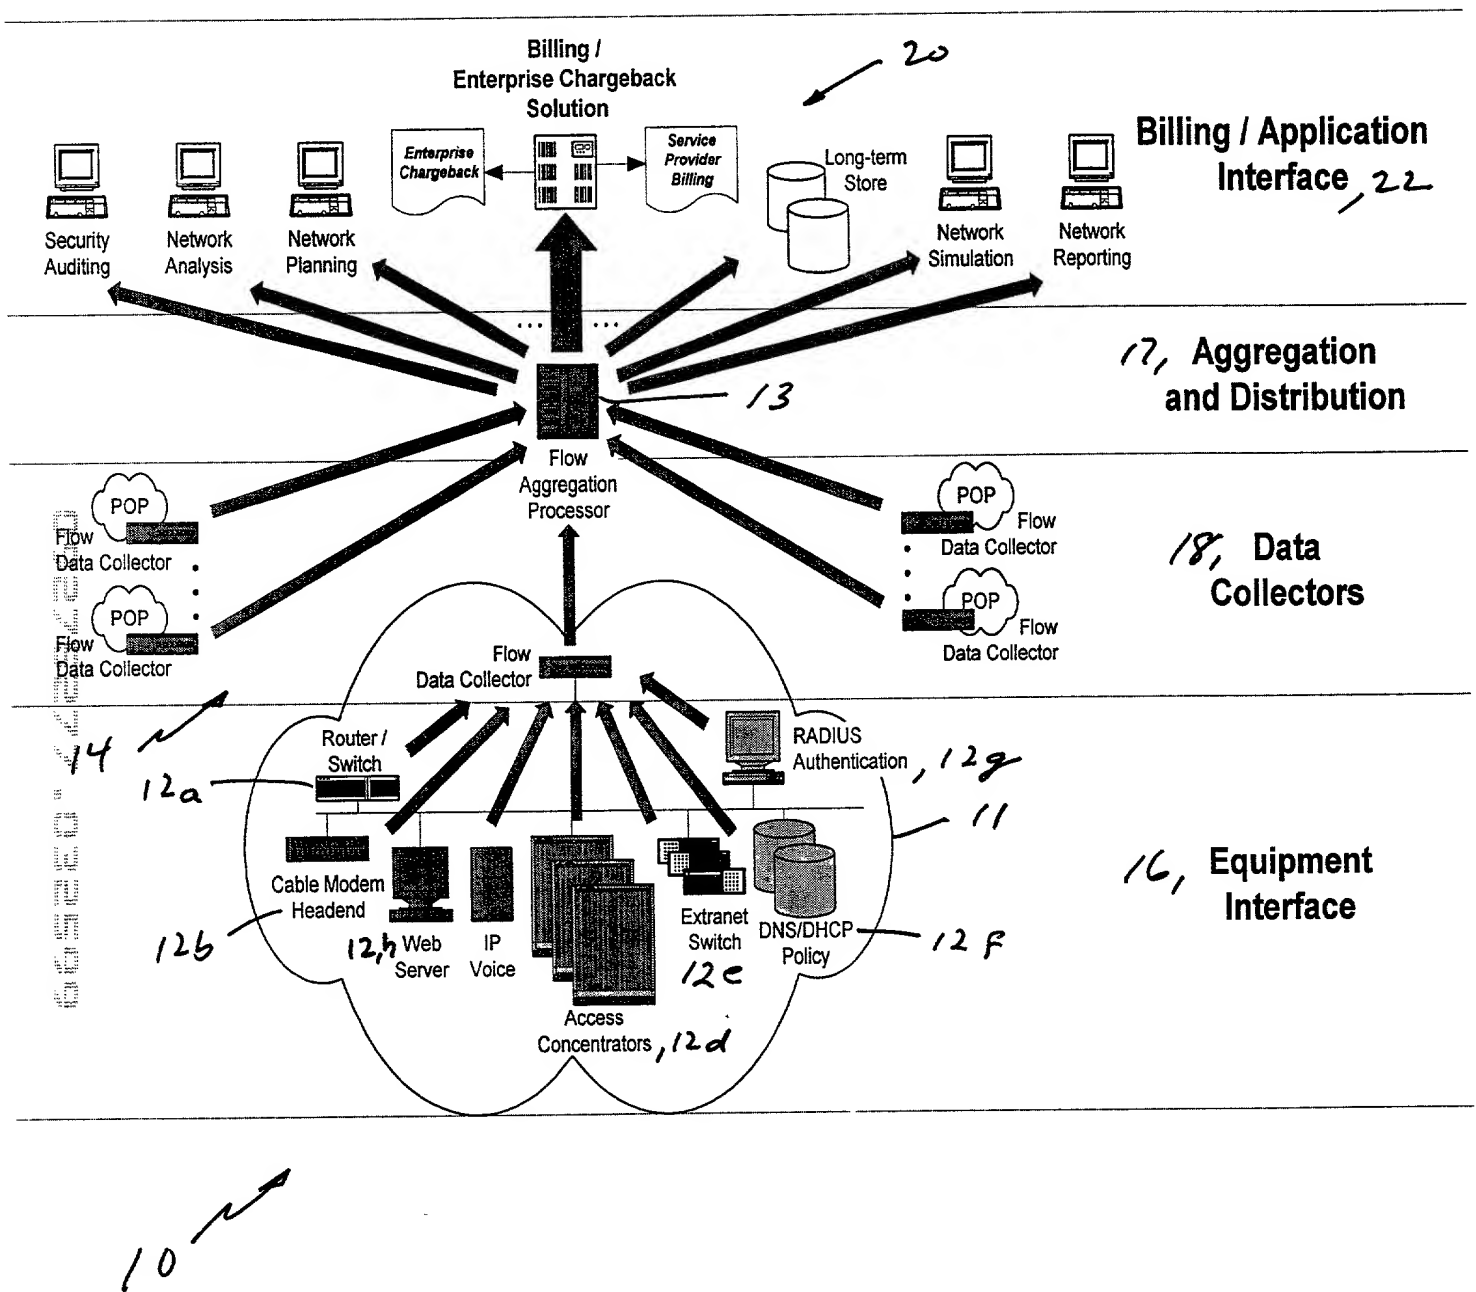 Billing /
Enterprise Chargeback
Solution
20
Enterprise
Chargeback
Service
Provider
Billing
Long-term
Store
Billing / Application
Interface, 22
Security
Auditing
Network
Analysis
Network
Planning
Network
Simulation
Network
Reporting
... ...
17, Aggregation
and Distribution
13
Flow
Aggregation
Processor
POP
Flow
Data Collector
POP
Flow
Data Collector
POP
Flow
Data Collector
POP
Flow
Data Collector
18, Data
Collectors
Flow
Data Collector
14
Router /
Switch
12a
RADIUS
Authentication, 12g
11
16, Equipment
Interface
Cable Modem
Headend
12b
12,h Web
Server
IP
Voice
Access
Concentrators, 12d
Extranet
Switch
12e
DNS/DHCP
Policy
12f
10